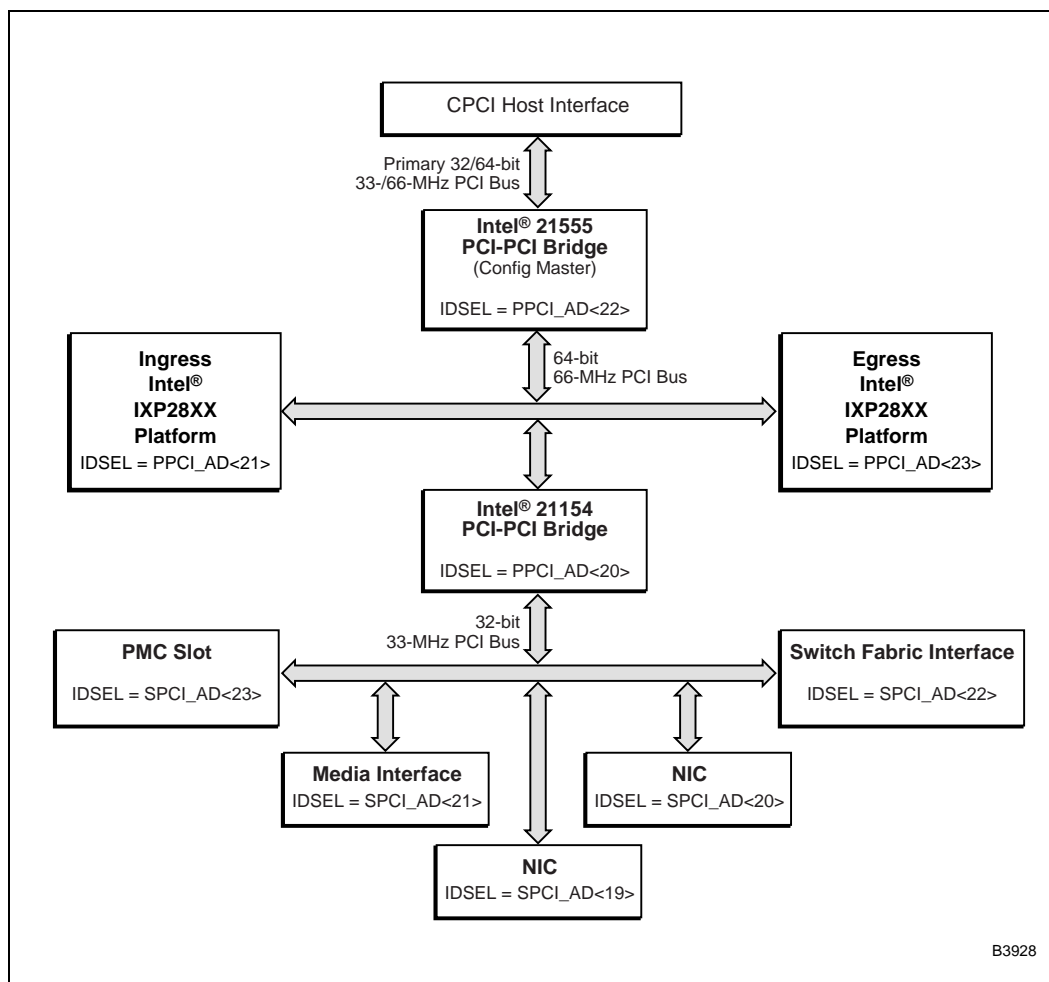 CPCI Host Interface
Primary 32/64-bit
33-/66-MHz PCI Bus
Intel® 21555
PCI-PCI Bridge
(Config Master)
IDSEL = PPCI_AD<22>
64-bit
66-MHz PCI Bus
Ingress
Intel®
IXP28XX
Platform
IDSEL = PPCI_AD<21>
Egress
Intel®
IXP28XX
Platform
IDSEL = PPCI_AD<23>
Intel® 21154
PCI-PCI Bridge
IDSEL = PPCI_AD<20>
32-bit
33-MHz PCI Bus
PMC Slot
IDSEL = SPCI_AD<23>
Switch Fabric Interface
IDSEL = SPCI_AD<22>
Media Interface
IDSEL = SPCI_AD<21>
NIC
IDSEL = SPCI_AD<20>
NIC
IDSEL = SPCI_AD<19>
B3928